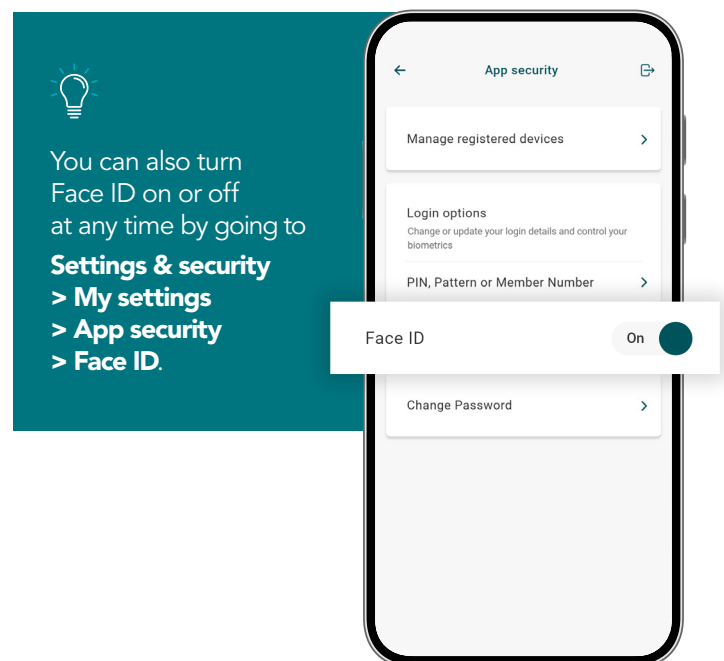 You can also turn
Face ID on or off
at any time by going to
Settings & security
> My settings
> App security
> Face ID.
App security
Manage registered devices
Login options
Change or update your login details and control your
biometrics
PIN, Pattern or Member Number
Face ID On
Change Password